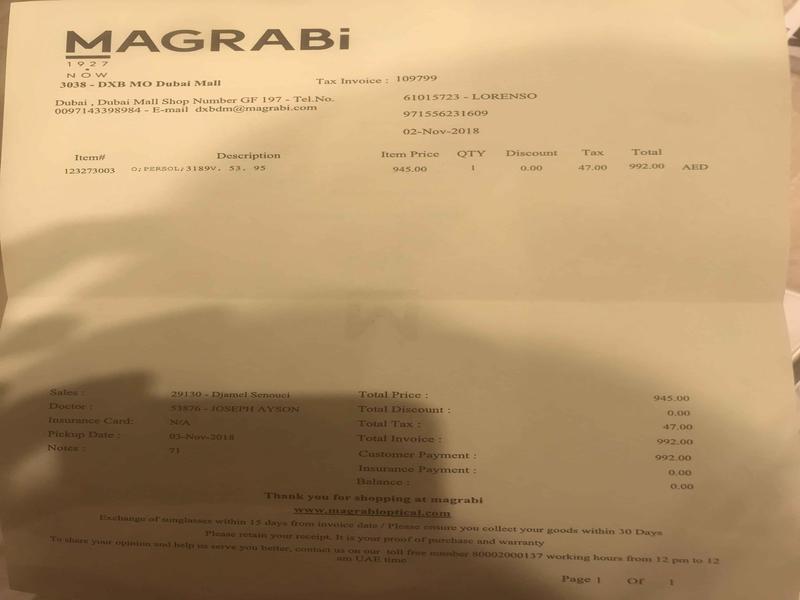 MAGRABi
1927
NOW
3038 - DXB MO Dubai Mall
Tax Invoice : 109799
Dubai , Dubai Mall Shop Number GF 197 - Tel.No.
0097143398984 - E-mail dxbdm@magrabi.com
61015723 - LORENSO
971556231609
02-Nov-2018
Item# Description Item Price QTY Discount Tax Total
123273003 O;PERSOL;3189V. 53. 95 945.00 1 0.00 47.00 992.00 AED
Sales : 29130 - Djamel Senouci
Doctor : 53876 - JOSEPH AYSON
Insurance Card: N/A
Pickup Date : 03-Nov-2018
Notes : 71
Total Price : 945.00
Total Discount : 0.00
Total Tax : 47.00
Total Invoice : 992.00
Customer Payment : 992.00
Insurance Payment : 0.00
Balance : 0.00
Thank you for shopping at magrabi
www.magrabioptical.com
Exchange of sunglasses within 15 days from invoice date / Please ensure you collect your goods within 30 Days
Please retain your receipt. It is your proof of purchase and warranty
To share your opinion and help us serve you better, contact us on our toll free number 80002000137 working hours from 12 pm to 12
am UAE time
Page 1 Of 1